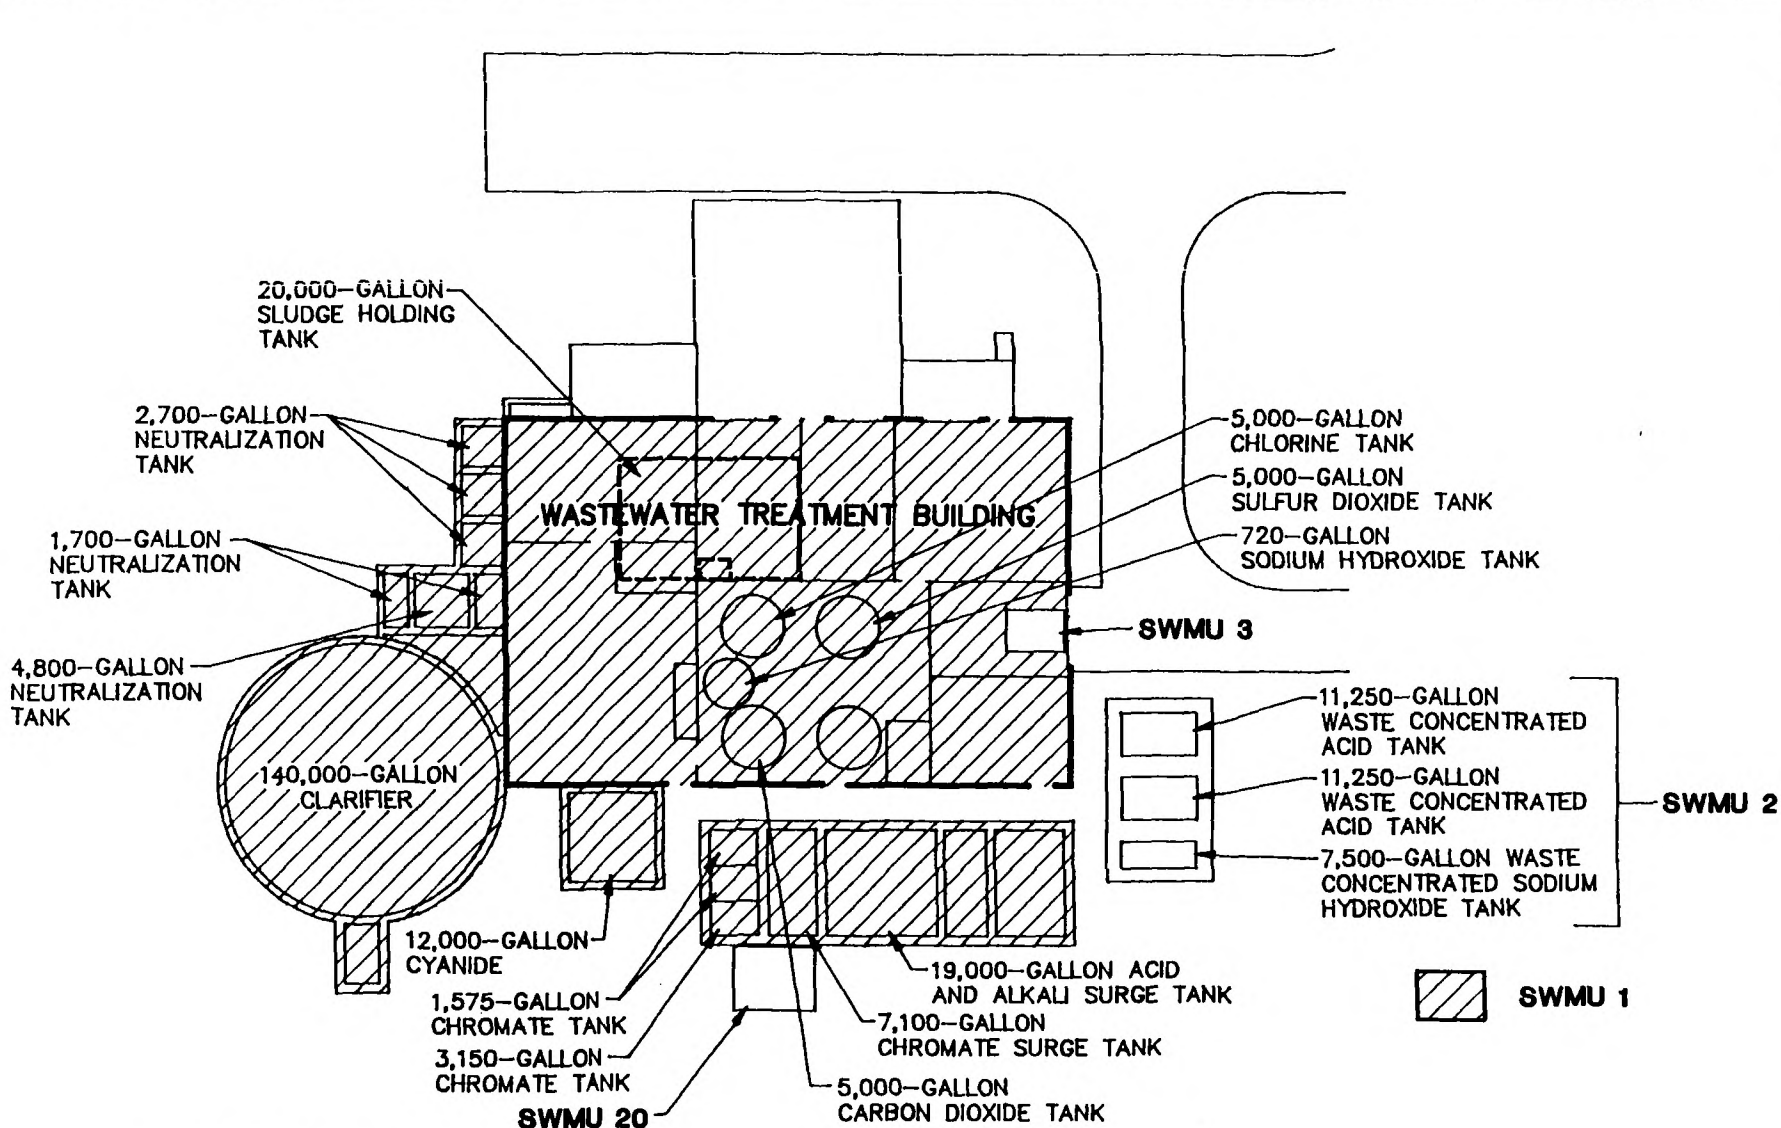 20,000-GALLON
SLUDGE HOLDING
TANK
2,700-GALLON
NEUTRALIZATION
TANK
1,700-GALLON
NEUTRALIZATION
TANK
4,800-GALLON
NEUTRALIZATION
TANK
WASTEWATER TREATMENT BUILDING
5,000-GALLON
CHLORINE TANK
5,000-GALLON
SULFUR DIOXIDE TANK
720-GALLON
SODIUM HYDROXIDE TANK
SWMU 3
140,000-GALLON
CLARIFIER
11,250-GALLON
WASTE CONCENTRATED
ACID TANK
11,250-GALLON
WASTE CONCENTRATED
ACID TANK
7,500-GALLON WASTE
CONCENTRATED SODIUM
HYDROXIDE TANK
SWMU 2
12,000-GALLON
CYANIDE
1,575-GALLON
CHROMATE TANK
3,150-GALLON
CHROMATE TANK
SWMU 20
19,000-GALLON ACID
AND ALKALI SURGE TANK
7,100-GALLON
CHROMATE SURGE TANK
5,000-GALLON
CARBON DIOXIDE TANK
SWMU 1